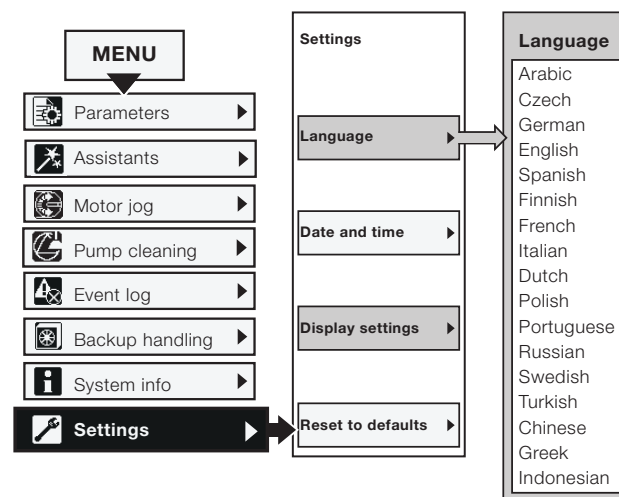 MENU
Parameters
Assistants
Motor jog
Pump cleaning
Event log
Backup handling
System info
Settings
Settings
Language
Date and time
Display settings
Reset to defaults
Language
Arabic
Czech
German
English
Spanish
Finnish
French
Italian
Dutch
Polish
Portuguese
Russian
Swedish
Turkish
Chinese
Greek
Indonesian